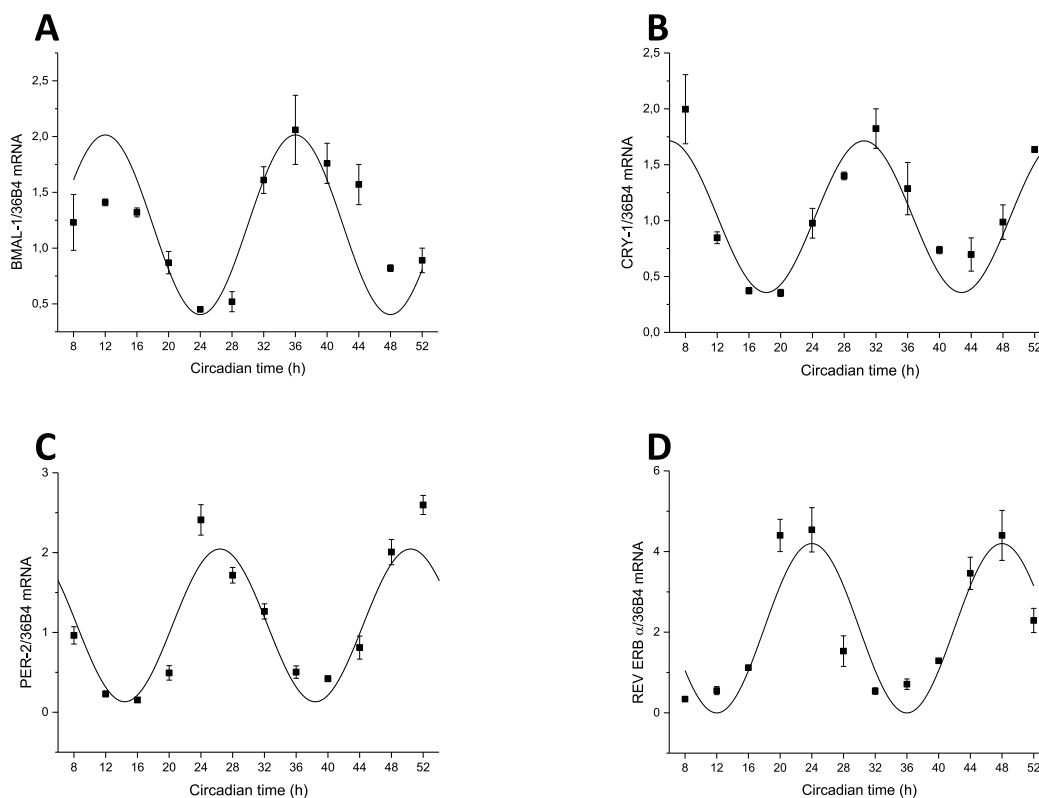 A
BMAL-1/36B4 mRNA
2,5
2,0
1,5
1,0
0,5
8 12 16 20 24 28 32 36 40 44 48 52
Circadian time (h)
B
CRY-1/36B4 mRNA
2,5
2,0
1,5
1,0
0,5
0,0
8 12 16 20 24 28 32 36 40 44 48 52
Circadian time (h)
C
PER-2/36B4 mRNA
3
2
1
0
8 12 16 20 24 28 32 36 40 44 48 52
Circadian time (h)
D
REV ERB α/36B4 mRNA
6
4
2
0
8 12 16 20 24 28 32 36 40 44 48 52
Circadian time (h)